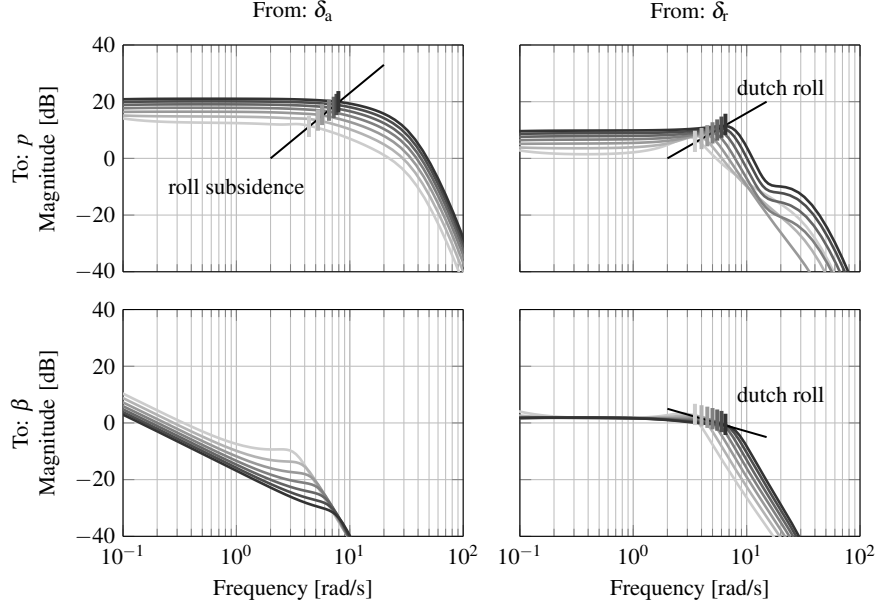 From: δa
From: δr
To: p
Magnitude [dB]
40
20
0
−20
−40
roll subsidence
dutch roll
To: β
Magnitude [dB]
40
20
0
−20
−40
dutch roll
10⁻¹ 10⁰ 10¹ 10²
10⁻¹ 10⁰ 10¹ 10²
Frequency [rad/s]
Frequency [rad/s]